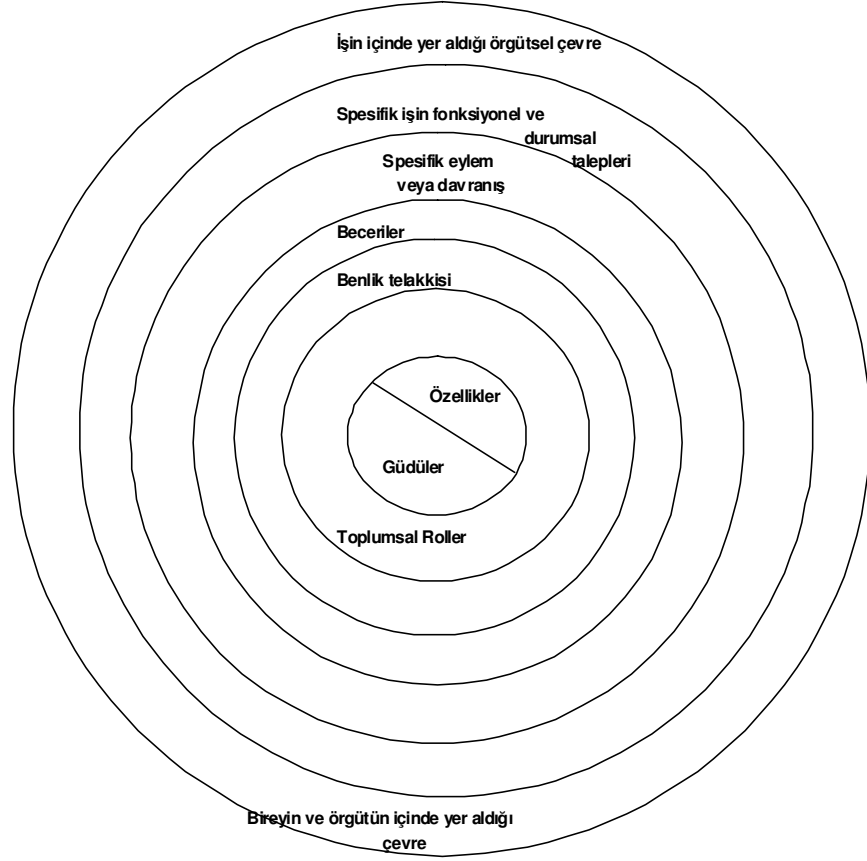 İşin içinde yer aldığı örgütsel çevre
Spesifik işin fonksiyonel ve
durumsal
talepleri
Spesifik eylem
veya davranış
Beceriler
Benlik telakkisi
Özellikler
Güdüler
Toplumsal Roller
Bireyin ve örgütün içinde yer aldığı
çevre